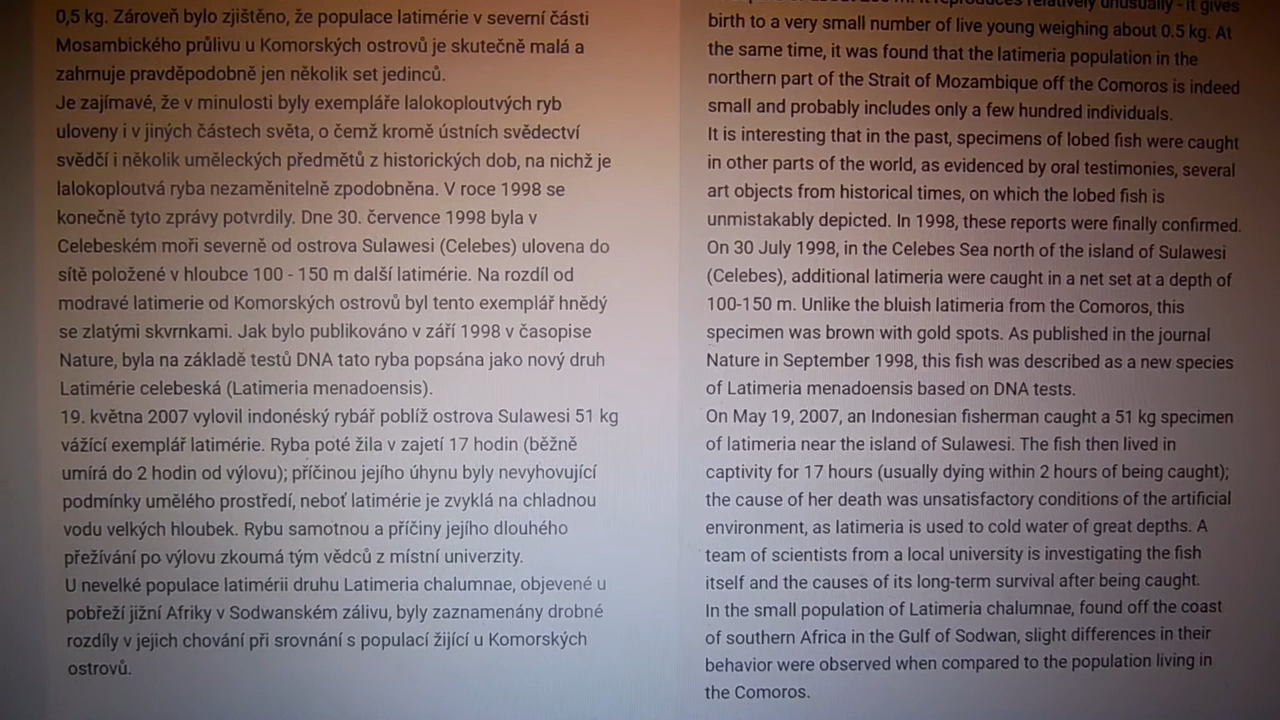 0,5 kg. Zároveň bylo zjištěno, že populace latimérie v severní části
Mosambického průlivu u Komorských ostrovů je skutečně malá a
zahrnuje pravděpodobně jen několik set jedinců.
Je zajímavé, že v minulosti byly exempláře lalokoploutvých ryb
uloveny i v jiných částech světa, o čemž kromě ústních svědectví
svědčí i několik uměleckých předmětů z historických dob, na nichž je
lalokoploutvá ryba nezaměnitelně zpodobněna. V roce 1998 se
konečně tyto zprávy potvrdily. Dne 30. července 1998 byla v
Celebeském moři severně od ostrova Sulawesi (Celebes) ulovena do
sítě položené v hloubce 100 - 150 m další latimérie. Na rozdíl od
modravé latimerie od Komorských ostrovů byl tento exemplář hnědý
se zlatými skvrnkami. Jak bylo publikováno v září 1998 v časopise
Nature, byla na základě testů DNA tato ryba popsána jako nový druh
Latimérie celebeská (Latimeria menadoensis).
19. května 2007 vylovil indonéský rybář poblíž ostrova Sulawesi 51 kg
vážící exemplář latimérie. Ryba poté žila v zajetí 17 hodin (běžně
umírá do 2 hodin od výlovu); příčinou jejího úhynu byly nevyhovující
podmínky umělého prostředí, neboť latimérie je zvyklá na chladnou
vodu velkých hloubek. Rybu samotnou a příčiny jejího dlouhého
přežívání po výlovu zkoumá tým vědců z místní univerzity.
U nevelké populace latimérii druhu Latimeria chalumnae, objevené u
pobřeží jižní Afriky v Sodwanském zálivu, byly zaznamenány drobné
rozdíly v jejich chování při srovnání s populací žijící u Komorských
ostrovů.
it reproduces relatively unusually - it gives
birth to a very small number of live young weighing about 0.5 kg. At
the same time, it was found that the latimeria population in the
northern part of the Strait of Mozambique off the Comoros is indeed
small and probably includes only a few hundred individuals.
It is interesting that in the past, specimens of lobed fish were caught
in other parts of the world, as evidenced by oral testimonies, several
art objects from historical times, on which the lobed fish is
unmistakably depicted. In 1998, these reports were finally confirmed.
On 30 July 1998, in the Celebes Sea north of the island of Sulawesi
(Celebes), additional latimeria were caught in a net set at a depth of
100-150 m. Unlike the bluish latimeria from the Comoros, this
specimen was brown with gold spots. As published in the journal
Nature in September 1998, this fish was described as a new species
of Latimeria menadoensis based on DNA tests.
On May 19, 2007, an Indonesian fisherman caught a 51 kg specimen
of latimeria near the island of Sulawesi. The fish then lived in
captivity for 17 hours (usually dying within 2 hours of being caught);
the cause of her death was unsatisfactory conditions of the artificial
environment, as latimeria is used to cold water of great depths. A
team of scientists from a local university is investigating the fish
itself and the causes of its long-term survival after being caught.
In the small population of Latimeria chalumnae, found off the coast
of southern Africa in the Gulf of Sodwan, slight differences in their
behavior were observed when compared to the population living in
the Comoros.